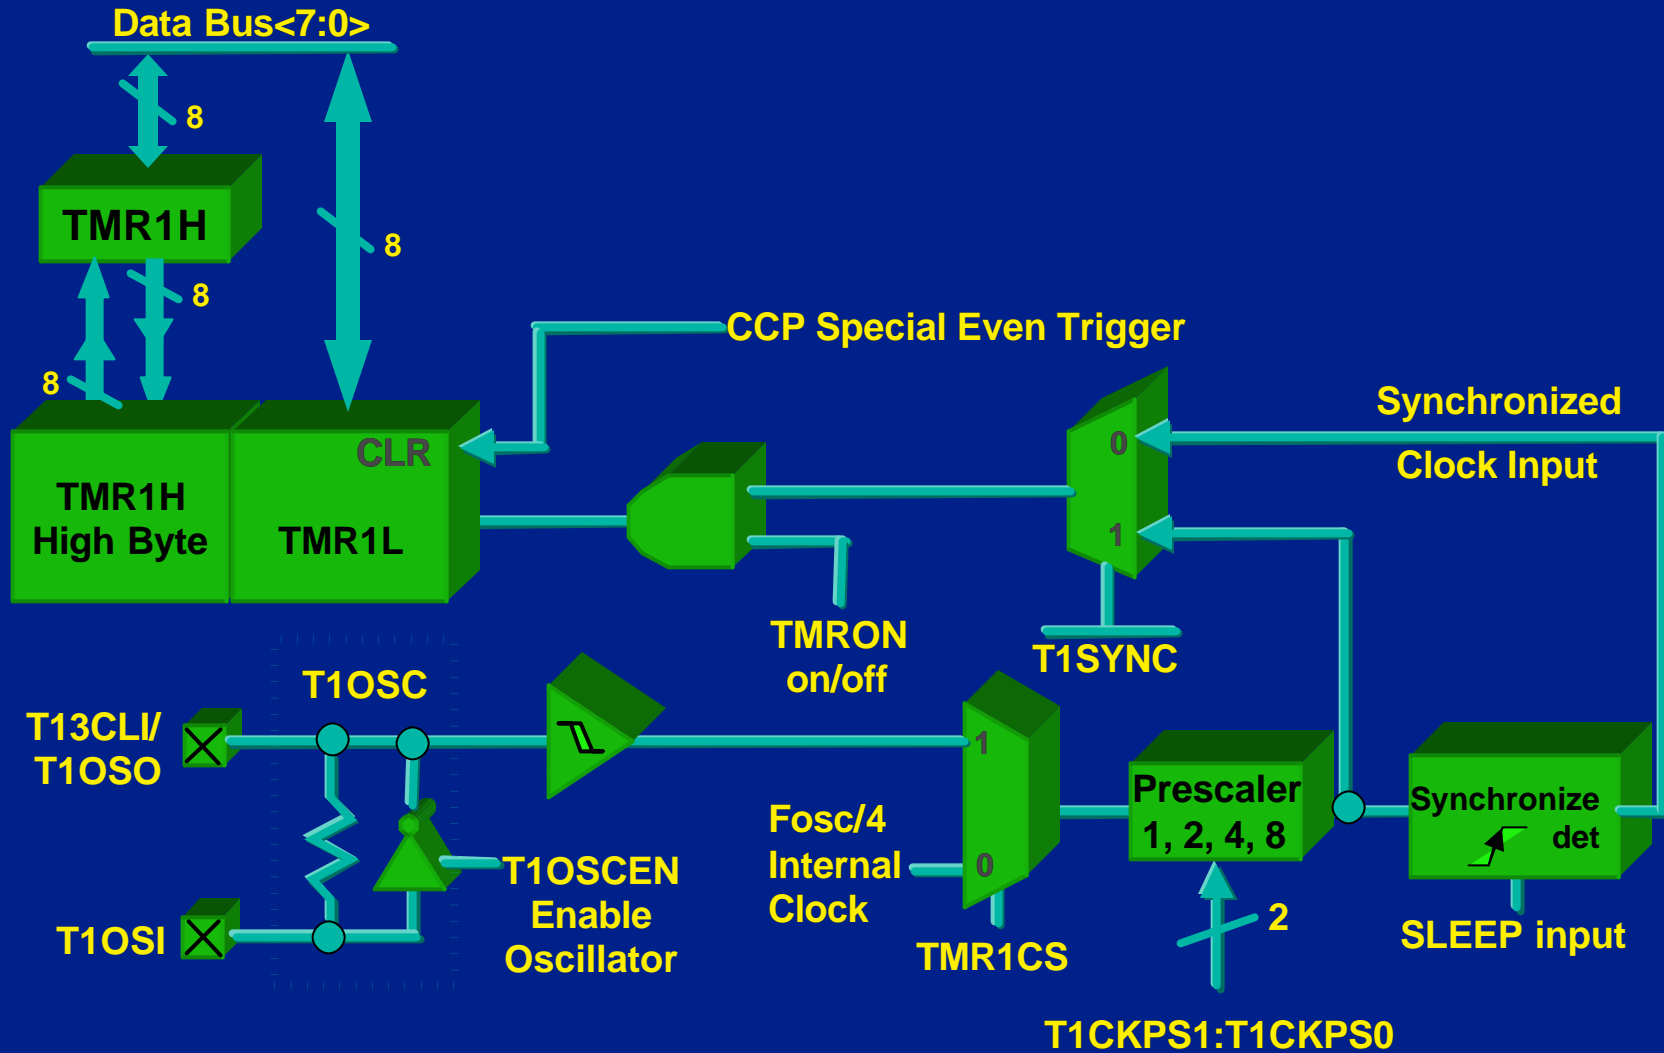 Data Bus<7:0>
8
TMR1H
8
8
8
CCP Special Even Trigger
Synchronized
Clock Input
CLR
TMR1H
High Byte
TMR1L
0
1
TMRON
on/off
T1SYNC
T1OSC
T13CLI/
T1OSO
T1OSI
T1OSCEN
Enable
Oscillator
1
0
Fosc/4
Internal
Clock
TMR1CS
Prescaler
1, 2, 4, 8
2
T1CKPS1:T1CKPS0
Synchronize
det
SLEEP input